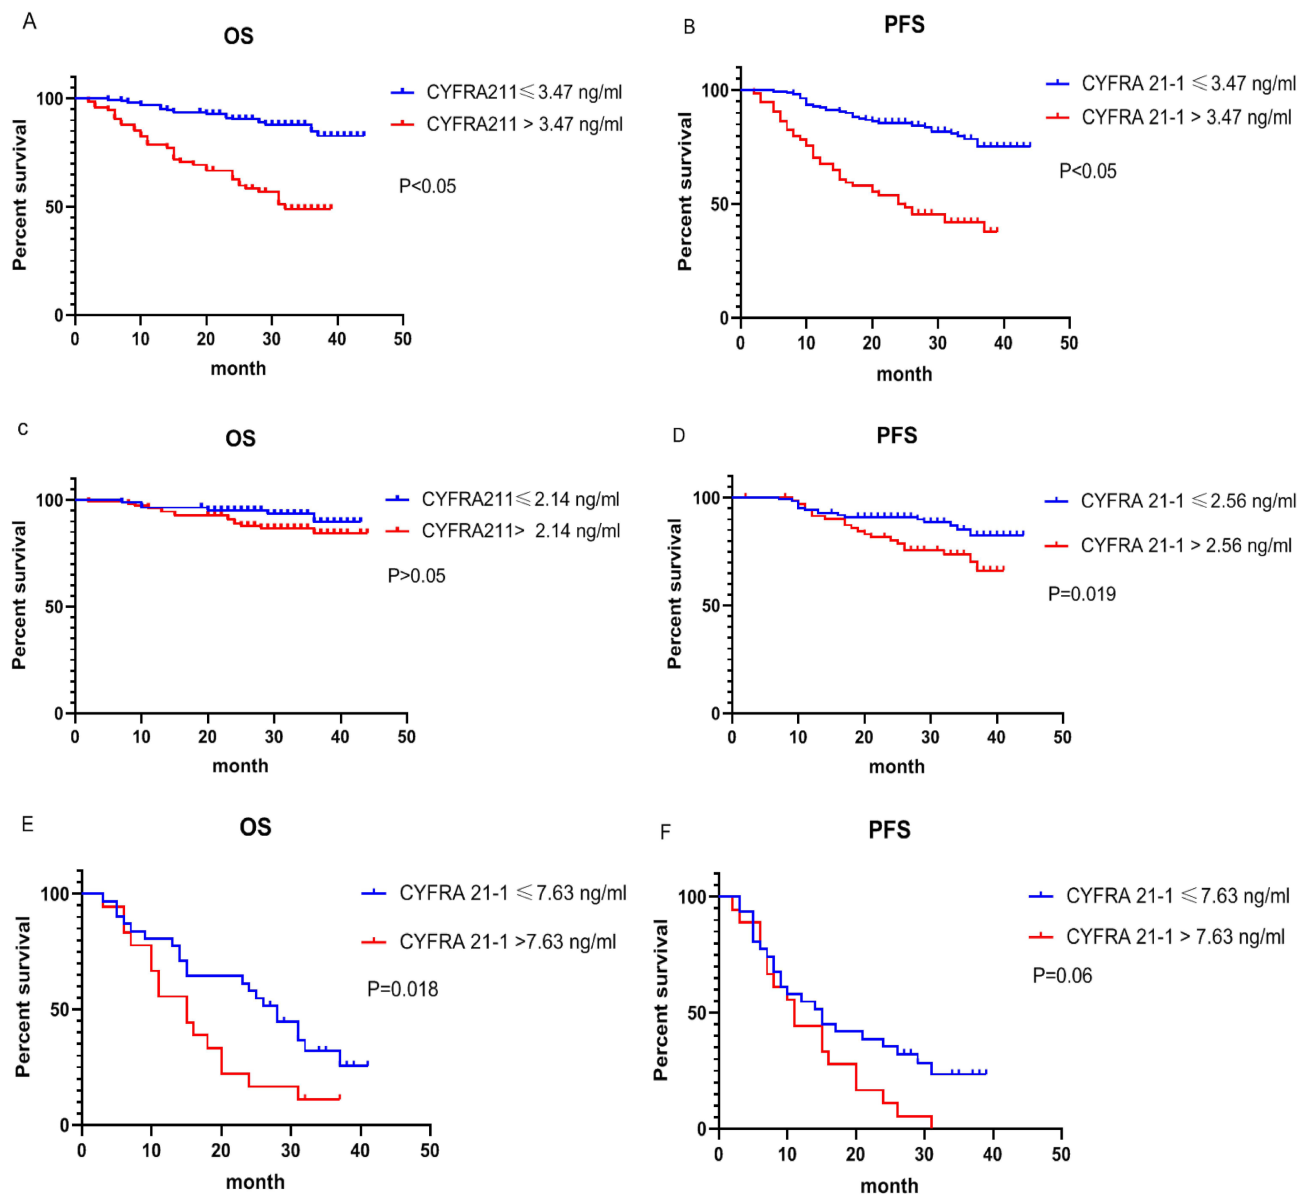 A
OS
CYFRA211≤ 3.47 ng/ml
CYFRA211 > 3.47 ng/ml
P<0.05
Percent survival
100
50
0
0 10 20 30 40 50
month
B
PFS
CYFRA 21-1 ≤ 3.47 ng/ml
CYFRA 21-1 > 3.47 ng/ml
P<0.05
Percent survival
100
50
0
0 10 20 30 40 50
month
c
OS
CYFRA211≤ 2.14 ng/ml
CYFRA211> 2.14 ng/ml
P>0.05
Percent survival
100
50
0
0 10 20 30 40 50
month
D
PFS
CYFRA 21-1 ≤ 2.56 ng/ml
CYFRA 21-1 > 2.56 ng/ml
P=0.019
Percent survival
100
50
0
0 10 20 30 40 50
month
E
OS
CYFRA 21-1 ≤ 7.63 ng/ml
CYFRA 21-1 >7.63 ng/ml
P=0.018
Percent survival
100
50
0
0 10 20 30 40 50
month
F
PFS
CYFRA 21-1 ≤ 7.63 ng/ml
CYFRA 21-1 > 7.63 ng/ml
P=0.06
Percent survival
100
50
0
0 10 20 30 40 50
month